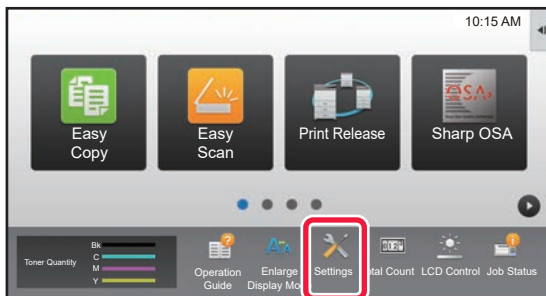 10:15 AM
Easy
Copy
Easy
Scan
Print Release
Sharp OSA
OSA
Toner Quantity
Bk
C
M
Y
Operation
Guide
Enlarge
Display Mo
Settings
tal Count
LCD Control
Job Status